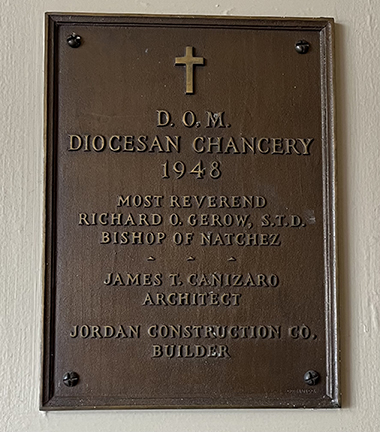 D. O. M.
DIOCESAN CHANCERY
1948
MOST REVEREND
RICHARD O. GEROW, S.T.D.
BISHOP OF NATCHEZ
JAMES T. CANIZARO
ARCHITECT
JORDAN CONSTRUCTION CO.
BUILDER